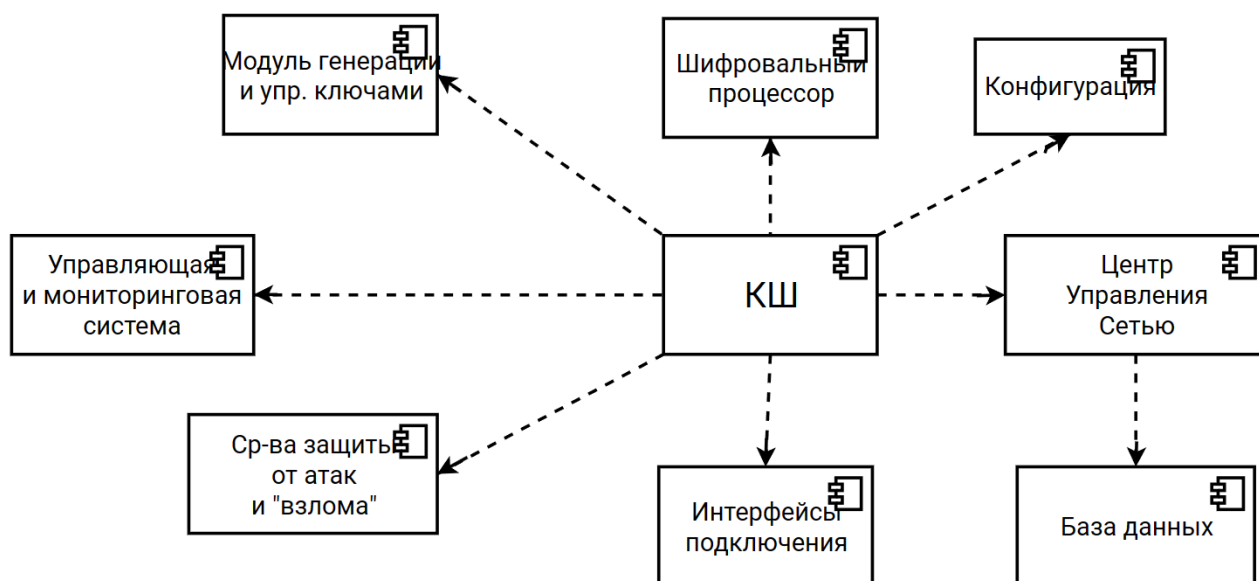 Модуль генерации
и упр. ключами
Шифровальный
процессор
Конфигурация
Управляющая
и мониторинговая
система
КШ
Центр
Управления
Сетью
Ср-ва защиты
от атак
и "взлома"
Интерфейсы
подключения
База данных